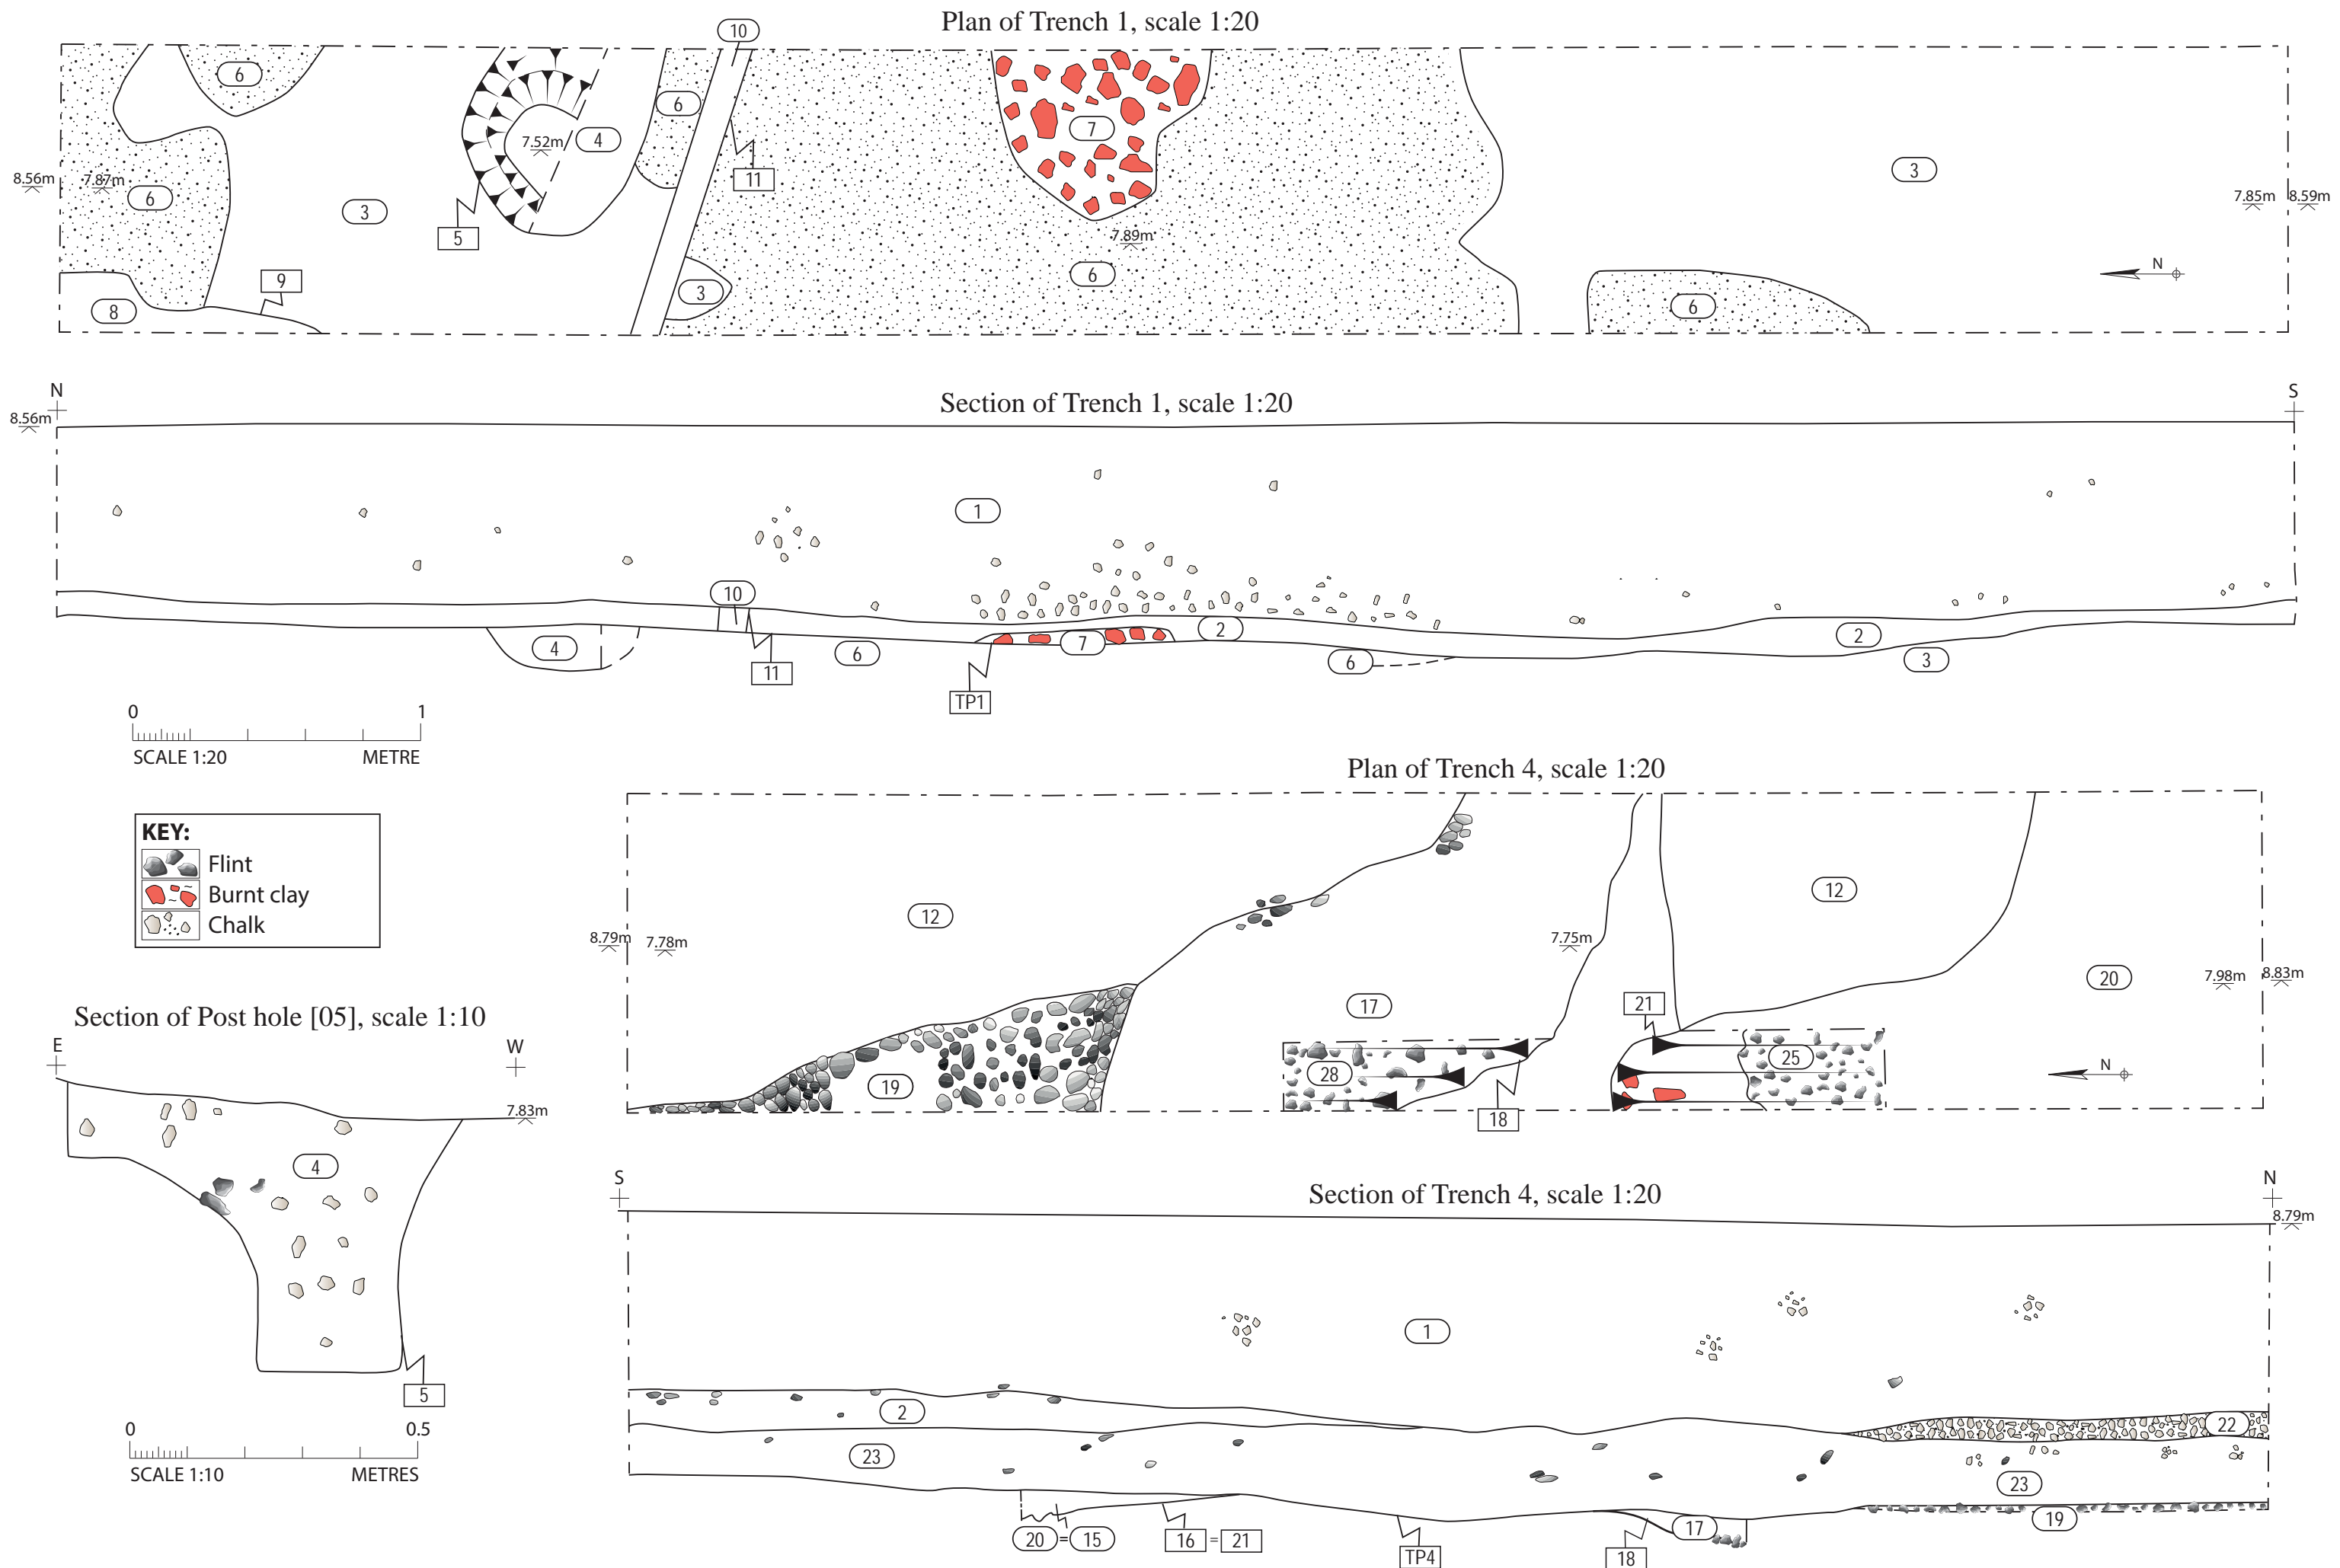 Plan of Trench 1, scale 1:20
10
6
6
4
7.52m
7
11
3
8.56m
7.87m
6
3
5
7.85m
8.59m
7.89m
6
N
9
8
3
6
Section of Trench 1, scale 1:20
N
S
8.56m
1
10
2
2
4
6
7
6
3
11
TP1
0 1
SCALE 1:20 METRE
Plan of Trench 4, scale 1:20
KEY:
Flint
Burnt clay
Chalk
12
12
8.79m
7.78m
7.75m
20
7.98m
8.83m
17
21
19
28
25
N
18
Section of Post hole [05], scale 1:10
E
W
7.83m
4
5
0 0.5
SCALE 1:10 METRES
Section of Trench 4, scale 1:20
S
N
8.79m
1
2
22
23
23
19
20 = 15
16 = 21
17
TP4
18